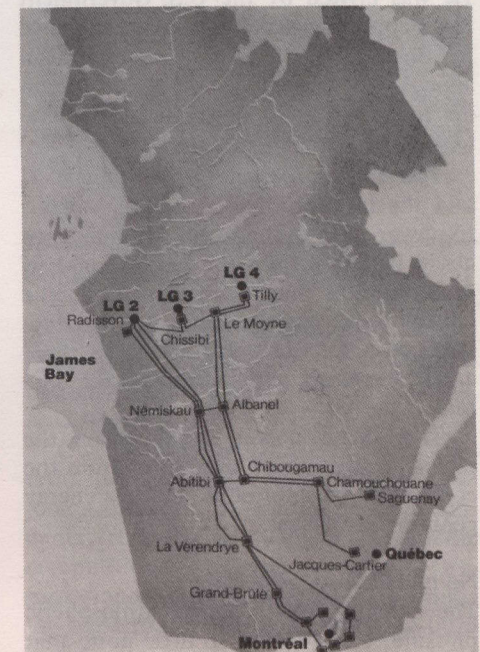 LG 4
LG 3
Tilly
LG 2
Radisson
Le Moyne
Chissibi
James
Bay
Albanel
Némiskau
Chibougamau
Abitibi
Chamouchouane
Saguenay
La Verendrye
Québec
Jacques-Cartier
Grand-Brûlé
Montréal